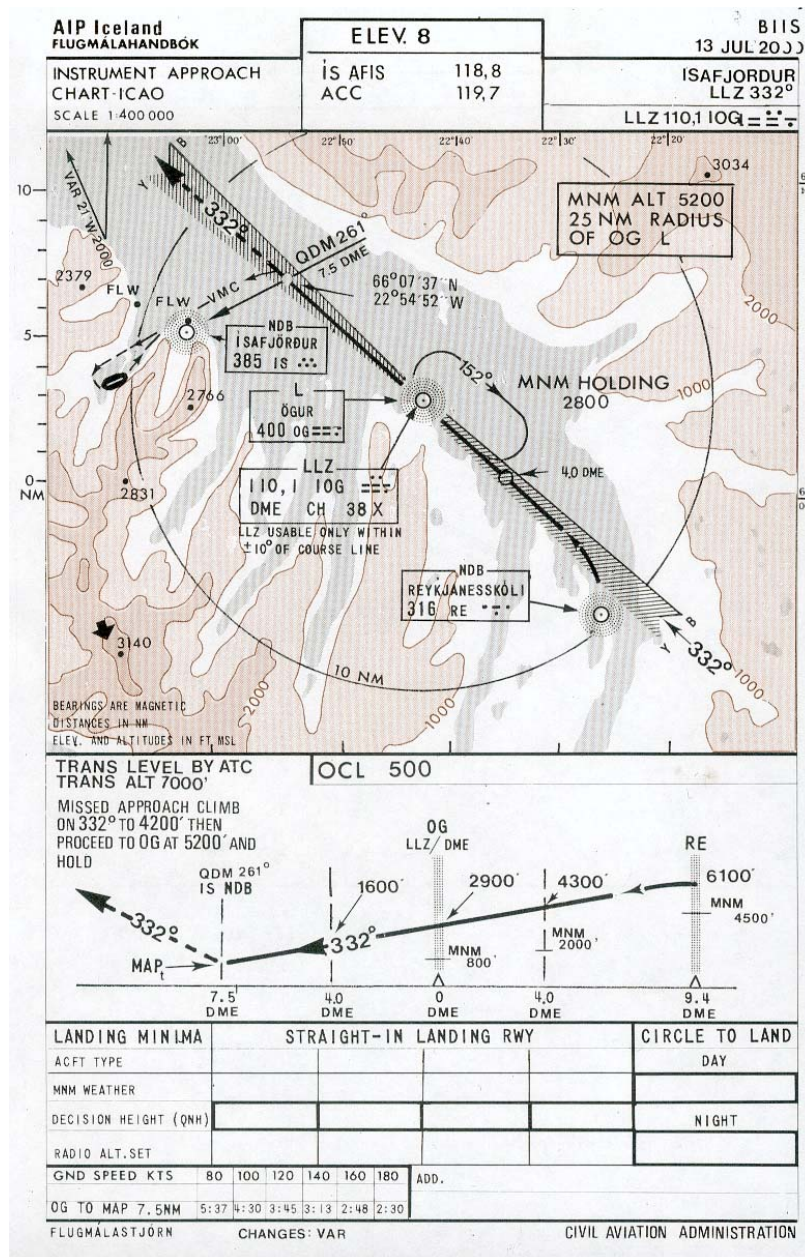 AIP Iceland
FLUGMÁLAHANDBÓK
ELEV. 8
BIIS
13 JUL 2000
INSTRUMENT APPROACH
CHART-ICAO
SCALE 1:400 000
ÍS AFIS 118,8
ACC 119,7
ISAFJORDUR
LLZ 332°
LLZ 110,1 IOG
23°00'
22°50'
22°40'
22°30'
22°20'
B
Y
10
VAR 21°W 2000
332°
QDM 261°
7.5 DME
3034
MNM ALT 5200
25 NM RADIUS
OF OG L
2379
FLW
FLW
VMC
66°07'37"N
22°54'52"W
2000
5
NDB
ÍSAFJÖRÐUR
385 IS
152°
MNM HOLDING
2800
1000
2766
L
ÖGUR
400 OG
0
NM
2831
LLZ
110,1 IOG
DME CH 38 X
4.0 DME
LLZ USABLE ONLY WITHIN
±10° OF COURSE LINE
NDB
REYKJANESSKÓLI
316 RE
B
Y
332°
3140
10 NM
2000
1000
1000
BEARINGS ARE MAGNETIC
DISTANCES IN NM
ELEV. AND ALTITUDES IN FT MSL
TRANS LEVEL BY ATC
TRANS ALT 7000'
OCL 500
MISSED APPROACH CLIMB
ON 332° TO 4200' THEN
PROCEED TO OG AT 5200' AND
HOLD
QDM 261°
IS NDB
OG
LLZ/DME
RE
1600'
2900'
4300'
6100'
MNM
4500'
332°
332°
MNM
800'
MNM
2000'
MAPt
7.5
DME
4.0
DME
0
DME
4.0
DME
9.4
DME
LANDING MINIMA
STRAIGHT-IN LANDING RWY
CIRCLE TO LAND
ACFT TYPE
DAY
MNM WEATHER
DECISION HEIGHT (QNH)
NIGHT
RADIO ALT.SET
GND SPEED KTS 80 100 120 140 160 180
ADD.
OG TO MAP 7.5NM 5:37 4:30 3:45 3:13 2:48 2:30
FLUGMÁLASTJÓRN
CHANGES: VAR
CIVIL AVIATION ADMINISTRATION